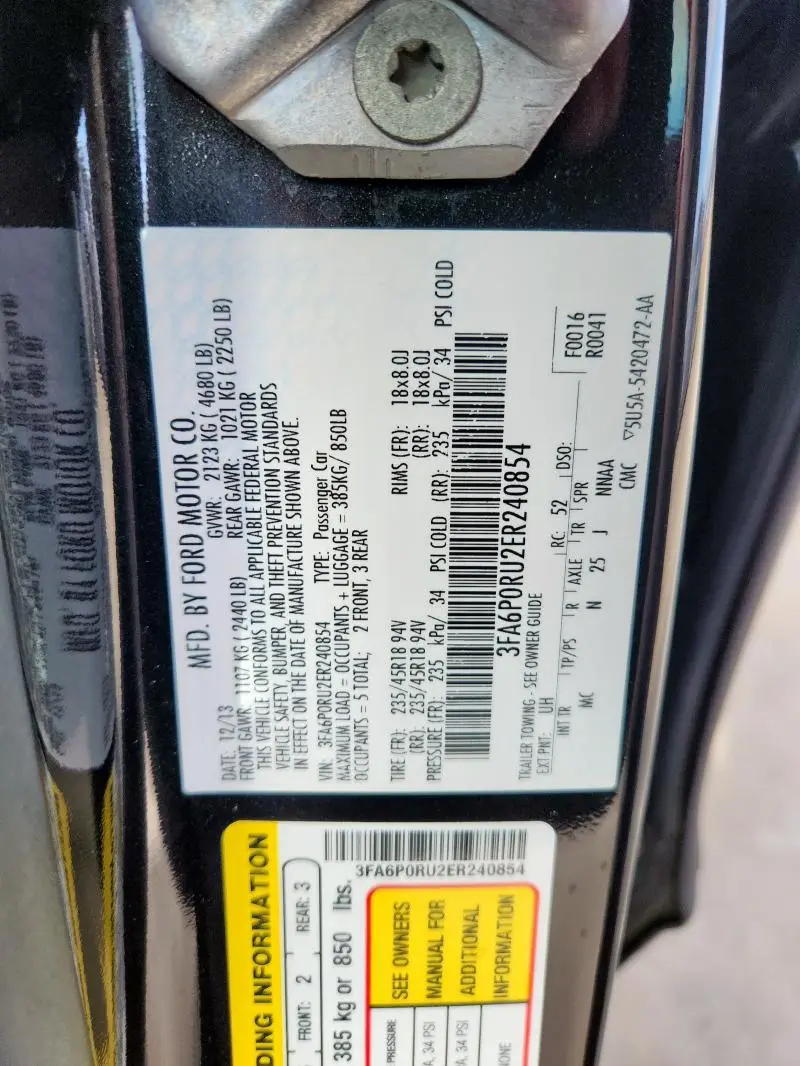 MFD. BY FORD MOTOR CO.
DATE: 12/13 GVWR: 2123 KG ( 4680 LB)
FRONT GAWR: 1107 KG ( 2440 LB) REAR GAWR: 1021 KG ( 2250 LB)
THIS VEHICLE CONFORMS TO ALL APPLICABLE FEDERAL MOTOR
VEHICLE SAFETY, BUMPER, AND THEFT PREVENTION STANDARDS
IN EFFECT ON THE DATE OF MANUFACTURE SHOWN ABOVE.
VIN: 3FA6P0RU2ER240854 TYPE: Passenger Car
MAXIMUM LOAD = OCCUPANTS + LUGGAGE = 385KG/ 850LB
OCCUPANTS = 5 TOTAL; 2 FRONT, 3 REAR
TIRE (FR): 235/45R18 94V RIMS (FR): 18x8.0J
(RR): 235/45R18 94V (RR): 18x8.0J
PRESSURE (FR): 235 kPa/ 34 PSI COLD (RR): 235 kPa/ 34 PSI COLD
3FA6P0RU2ER240854
TRAILER TOWING - SEE OWNER GUIDE
EXT PNT: UH RC: 52 DSO: F0016
R0041
INT TR TP/PS R AXLE TR SPR
MC N 25 J NNAA
CMC ▽5U5A-5420472-AA
DING INFORMATION
FRONT: 2 REAR: 3
385 kg or 850 lbs.
3FA6P0RU2ER240854
PRESSURE
A, 34 PSI
A, 34 PSI
ONE
SEE OWNERS
MANUAL FOR
ADDITIONAL
INFORMATION